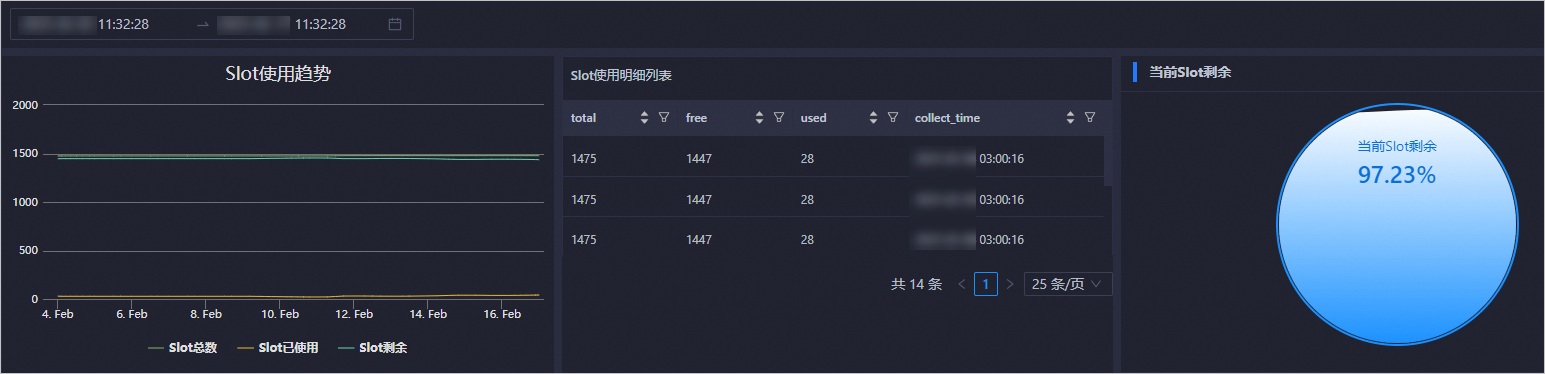 11:32:28 → 11:32:28
Slot使用趋势
2000
1500
1000
500
0
4. Feb 6. Feb 8. Feb 10. Feb 12. Feb 14. Feb 16. Feb
Slot总数 Slot已使用 Slot剩余
Slot使用明细列表
total free used collect_time
1475 1447 28 03:00:16
1475 1447 28 03:00:16
1475 1447 28 03:00:16
共 14 条 < 1 > 25 条/页
当前Slot剩余
当前Slot剩余
97.23%